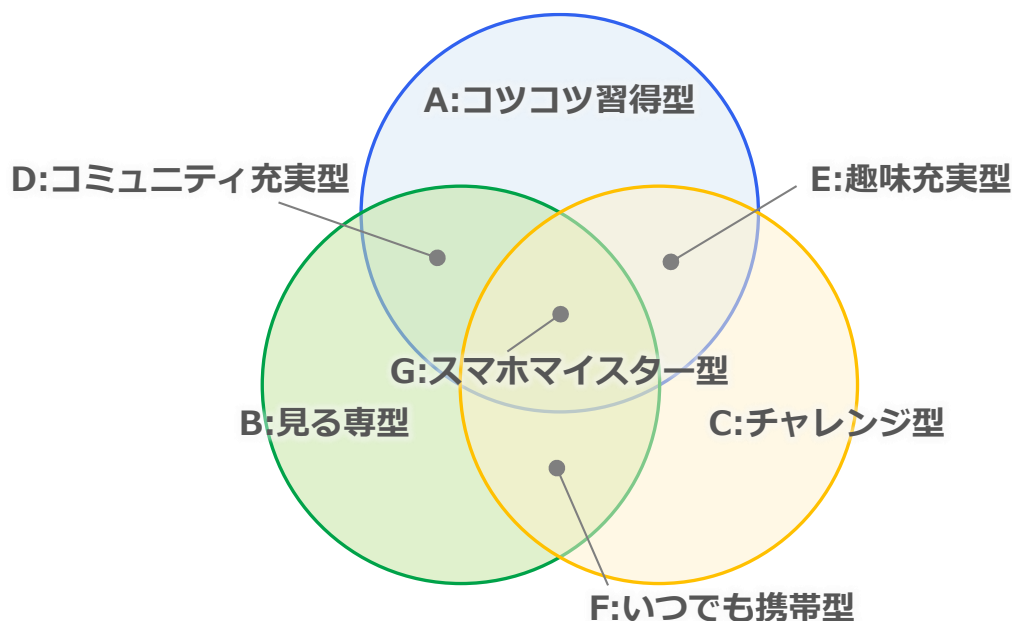 A:コツコツ習得型
D:コミュニティ充実型
E:趣味充実型
G:スマホマイスター型
B:見る専型
C:チャレンジ型
F:いつでも携帯型